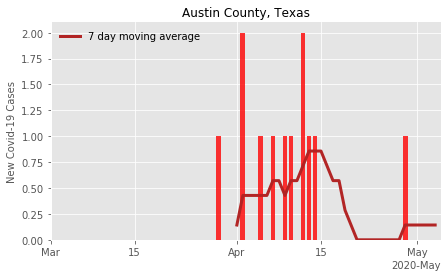 Austin County, Texas
7 day moving average
New Covid-19 Cases
2.00
1.75
1.50
1.25
1.00
0.75
0.50
0.25
0.00
Mar 15 Apr 15 May
2020-May